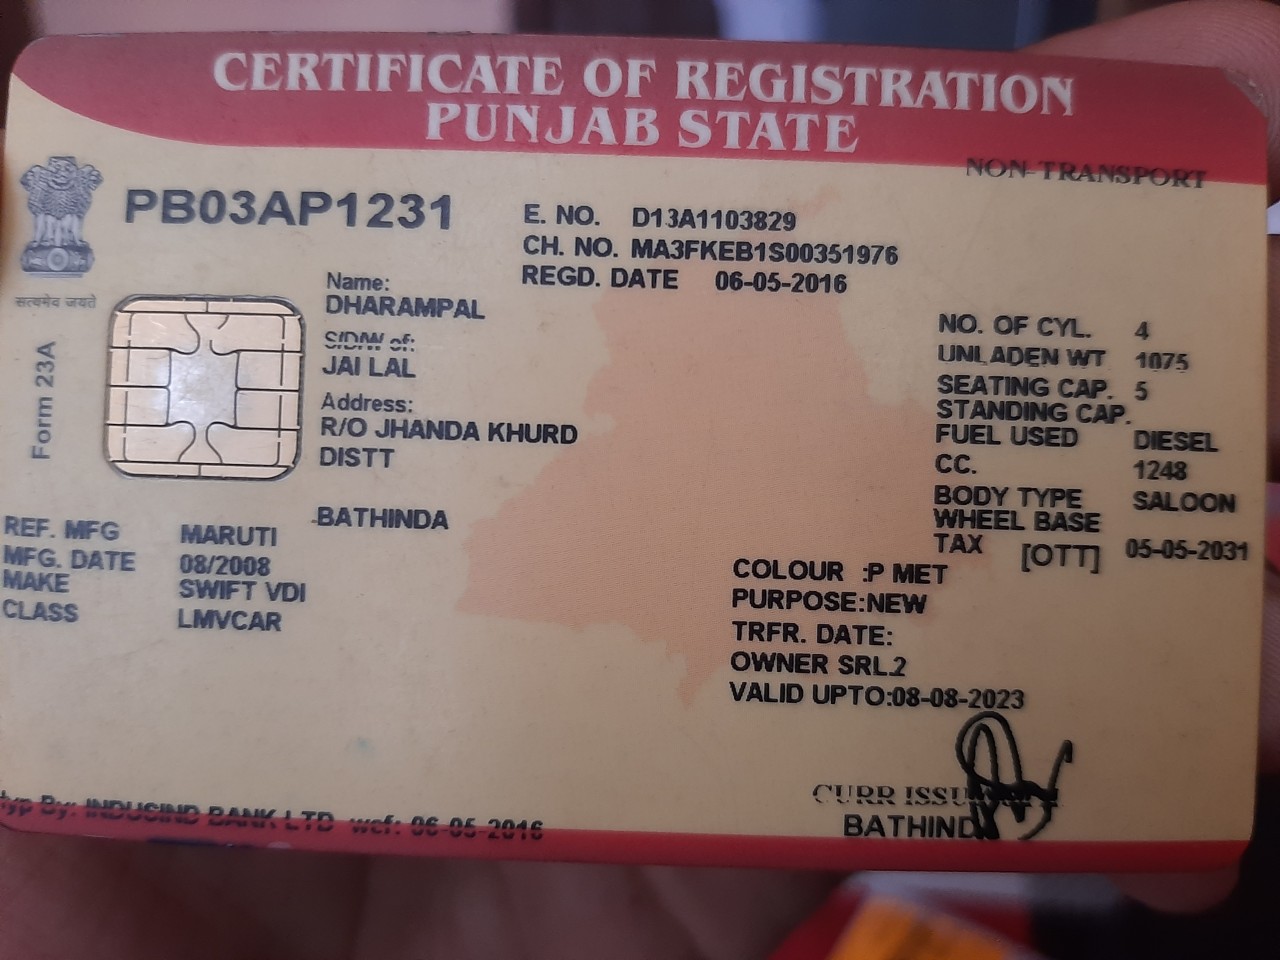 CERTIFICATE OF REGISTRATION
PUNJAB STATE
NON-TRANSPORT
PB03AP1231
E. NO. D13A1103829
CH. NO. MA3FKEB1S00351976
REGD. DATE 06-05-2016
सत्यमेव जयते
Form 23A
Name:
DHARAMPAL
S/D/W of:
JAI LAL
Address:
R/O JHANDA KHURD
DISTT
BATHINDA
NO. OF CYL. 4
UNLADEN WT 1075
SEATING CAP. 5
STANDING CAP.
FUEL USED DIESEL
CC. 1248
BODY TYPE SALOON
WHEEL BASE
TAX [OTT] 05-05-2031
REF. MFG MARUTI
MFG. DATE 08/2008
MAKE SWIFT VDI
CLASS LMVCAR
COLOUR :P MET
PURPOSE:NEW
TRFR. DATE:
OWNER SRL.2
VALID UPTO:08-08-2023
CURR ISSU
BATHINDA
typ By: INDUSIND BANK LTD wef: 06-05-2016